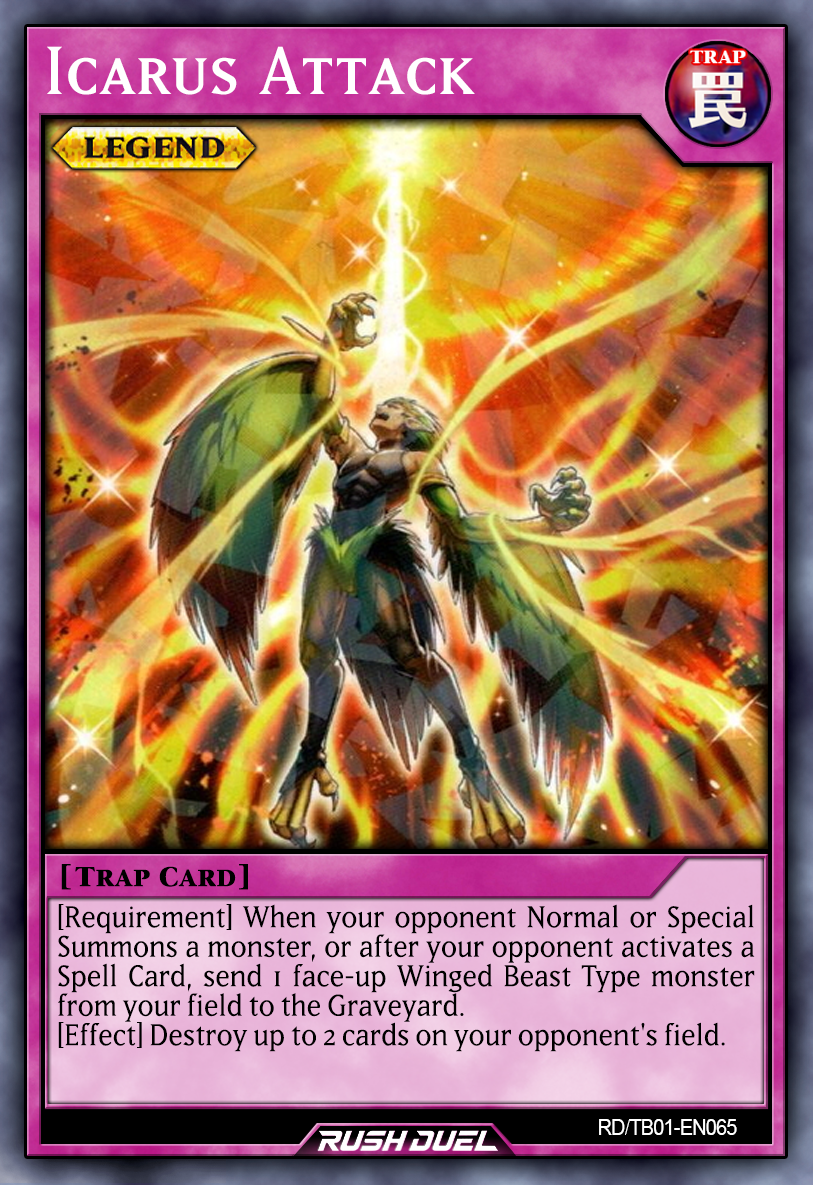 Icarus Attack
TRAP
罠
LEGEND
[Trap Card]
[Requirement] When your opponent Normal or Special
Summons a monster, or after your opponent activates a
Spell Card, send 1 face-up Winged Beast Type monster
from your field to the Graveyard.
[Effect] Destroy up to 2 cards on your opponent's field.
RD/TB01-EN065
RUSH DUEL